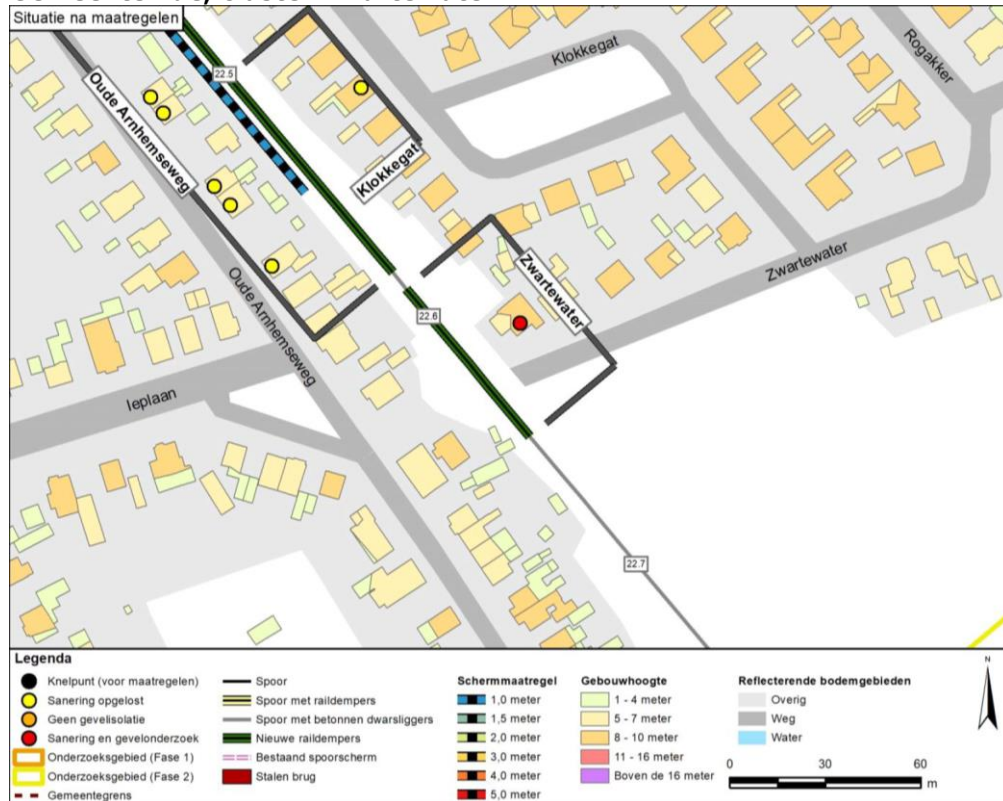 Situatie na maatregelen
22.5
Oude Arnhemseweg
Klokkegat
Klokkegat
Rogakker
Zwartewater
Zwartewater
Oude Arnhemseweg
22.6
Ieplaan
22.7
Legenda
Knelpunt (voor maatregelen)
Sanering opgelost
Geen gevelisolatie
Sanering en gevelonderzoek
Onderzoeksgebied (Fase 1)
Onderzoeksgebied (Fase 2)
Gemeentegrens
Spoor
Spoor met raildempers
Spoor met betonnen dwarsliggers
Nieuwe raildempers
Bestaand spoorscherm
Stalen brug
Schermmaatregel
1,0 meter
1,5 meter
2,0 meter
3,0 meter
4,0 meter
5,0 meter
Gebouwhoogte
1 - 4 meter
5 - 7 meter
8 - 10 meter
11 - 16 meter
Boven de 16 meter
Reflecterende bodemgebieden
Overig
Weg
Water
N
0 30 60
m